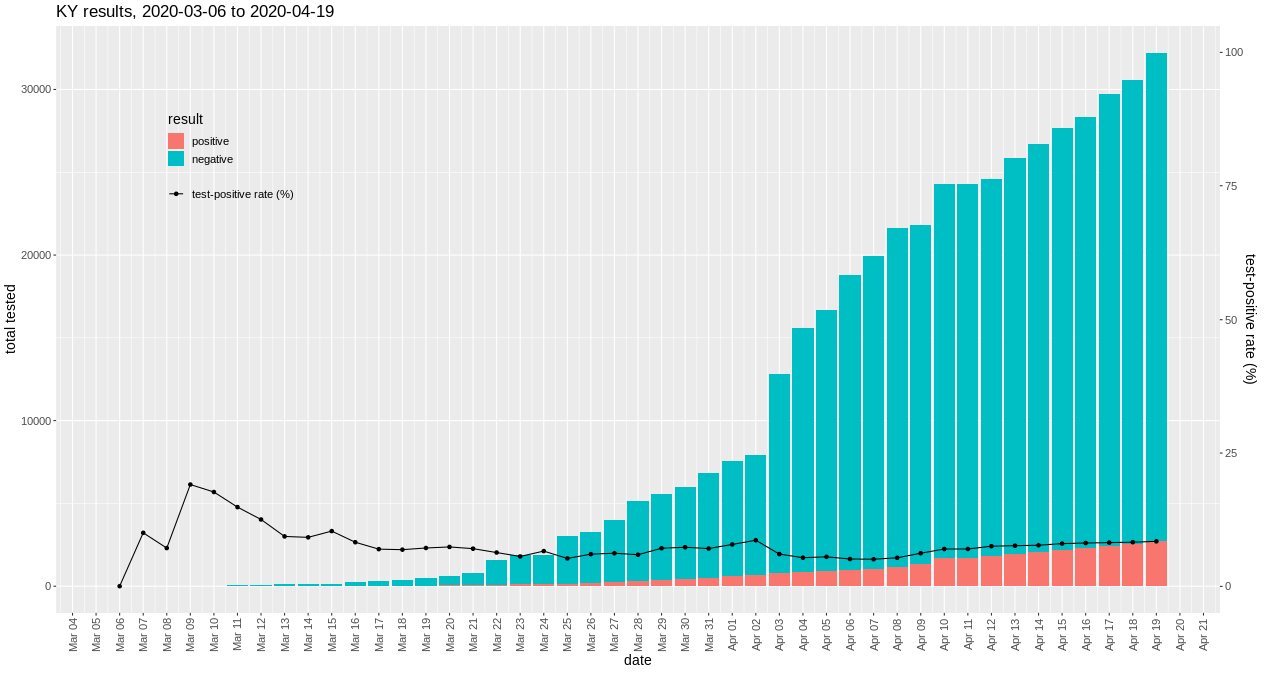 KY results, 2020-03-06 to 2020-04-19
result
positive
negative
test-positive rate (%)
total tested
30000
20000
10000
0
100
75
50
25
0
test-positive rate (%)
Mar 04
Mar 05
Mar 06
Mar 07
Mar 08
Mar 09
Mar 10
Mar 11
Mar 12
Mar 13
Mar 14
Mar 15
Mar 16
Mar 17
Mar 18
Mar 19
Mar 20
Mar 21
Mar 22
Mar 23
Mar 24
Mar 25
Mar 26
Mar 27
Mar 28
Mar 29
Mar 30
Mar 31
Apr 01
Apr 02
Apr 03
Apr 04
Apr 05
Apr 06
Apr 07
Apr 08
Apr 09
Apr 10
Apr 11
Apr 12
Apr 13
Apr 14
Apr 15
Apr 16
Apr 17
Apr 18
Apr 19
Apr 20
Apr 21
date